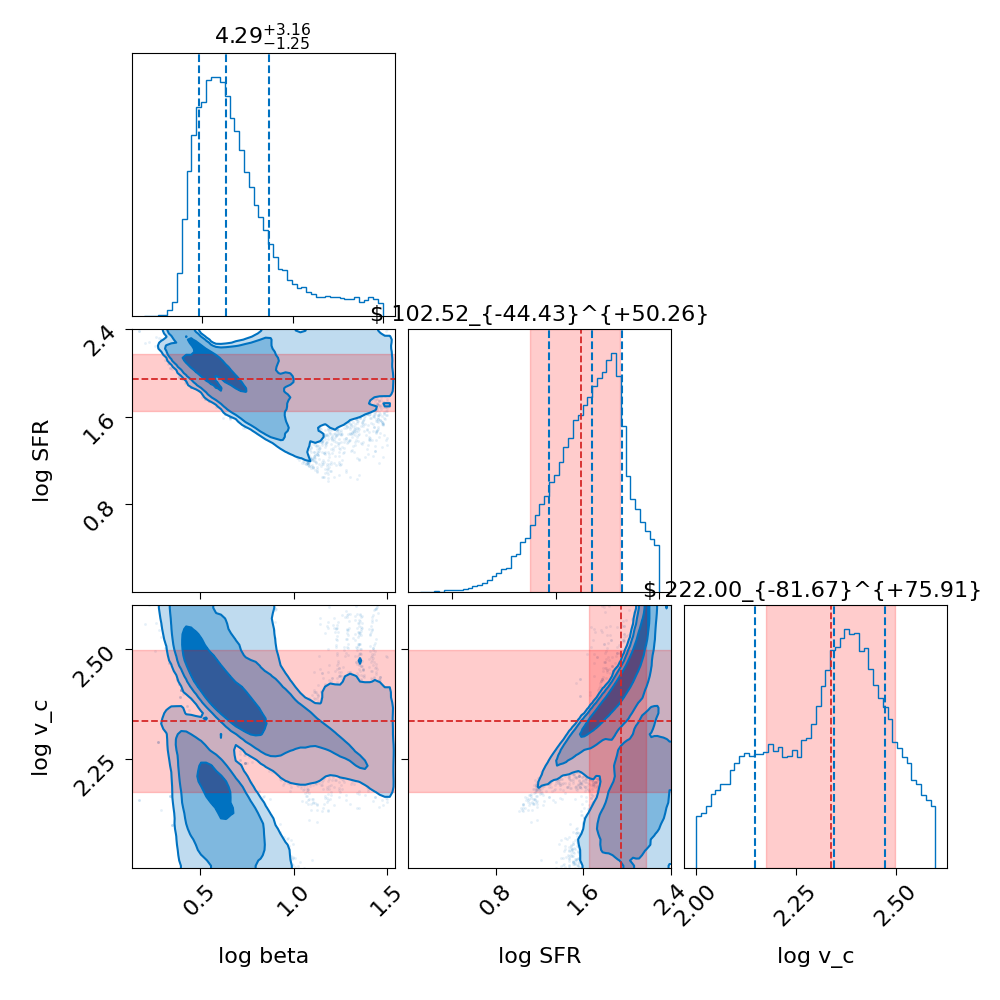 4.29+3.16−1.25
$ 102.52_{-44.43}^{+50.26}
2.4
1.6
0.8
log SFR
$ 222.00_{-81.67}^{+75.91}
2.50
2.25
log v_c
0.5 1.0 1.5 0.8 1.6 2.4 2.00 2.25 2.50
log beta log SFR log v_c